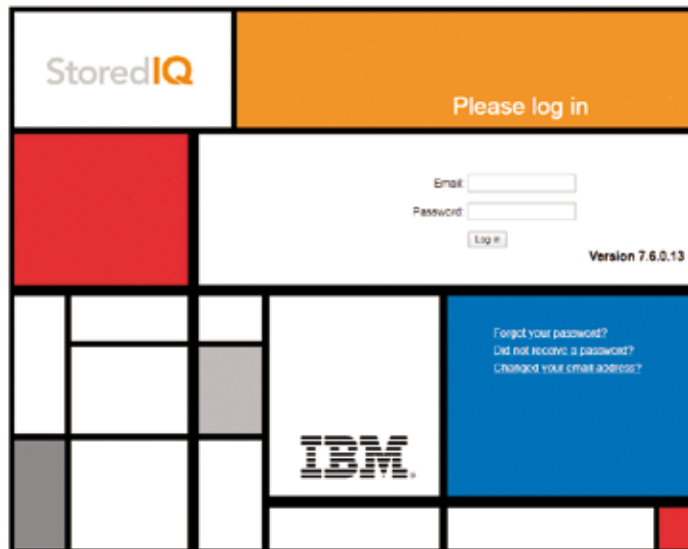 StoredIQ
Please log in
Email:
Password:
Log in
Version 7.6.0.13
Forgot your password?
Did not receive a password?
Changed your email address?
IBM.